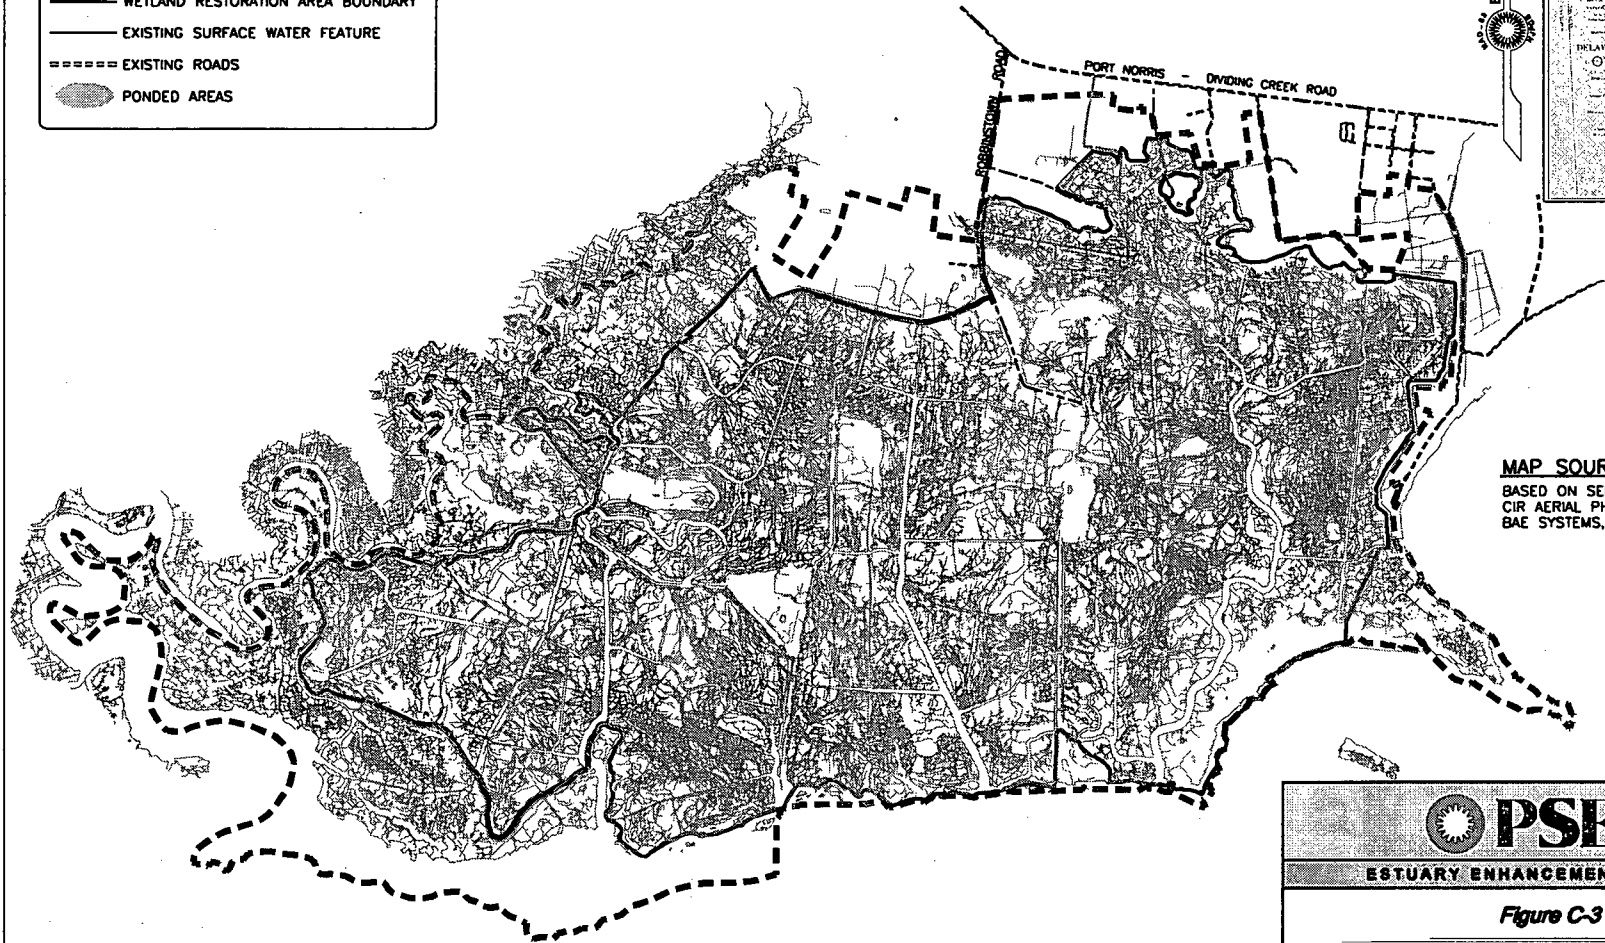 WETLAND RESTORATION AREA BOUNDARY
EXISTING SURFACE WATER FEATURE
EXISTING ROADS
PONDED AREAS
ROBBINSTOWN ROAD
PORT NORRIS - DIVIDING CREEK ROAD
DELAW
MAP SOUR
BASED ON SE
CIR AERIAL PH
BAE SYSTEMS,
PSE
ESTUARY ENHANCEMEN
Figure C-3